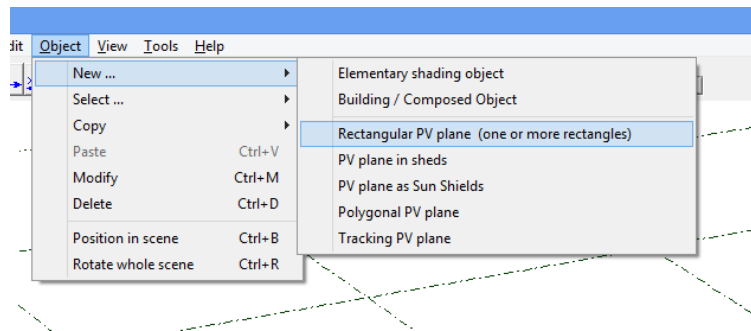 dit Object View Tools Help
New ...
Select ...
Copy
Paste Ctrl+V
Modify Ctrl+M
Delete Ctrl+D
Position in scene Ctrl+B
Rotate whole scene Ctrl+R
Elementary shading object
Building / Composed Object
Rectangular PV plane (one or more rectangles)
PV plane in sheds
PV plane as Sun Shields
Polygonal PV plane
Tracking PV plane